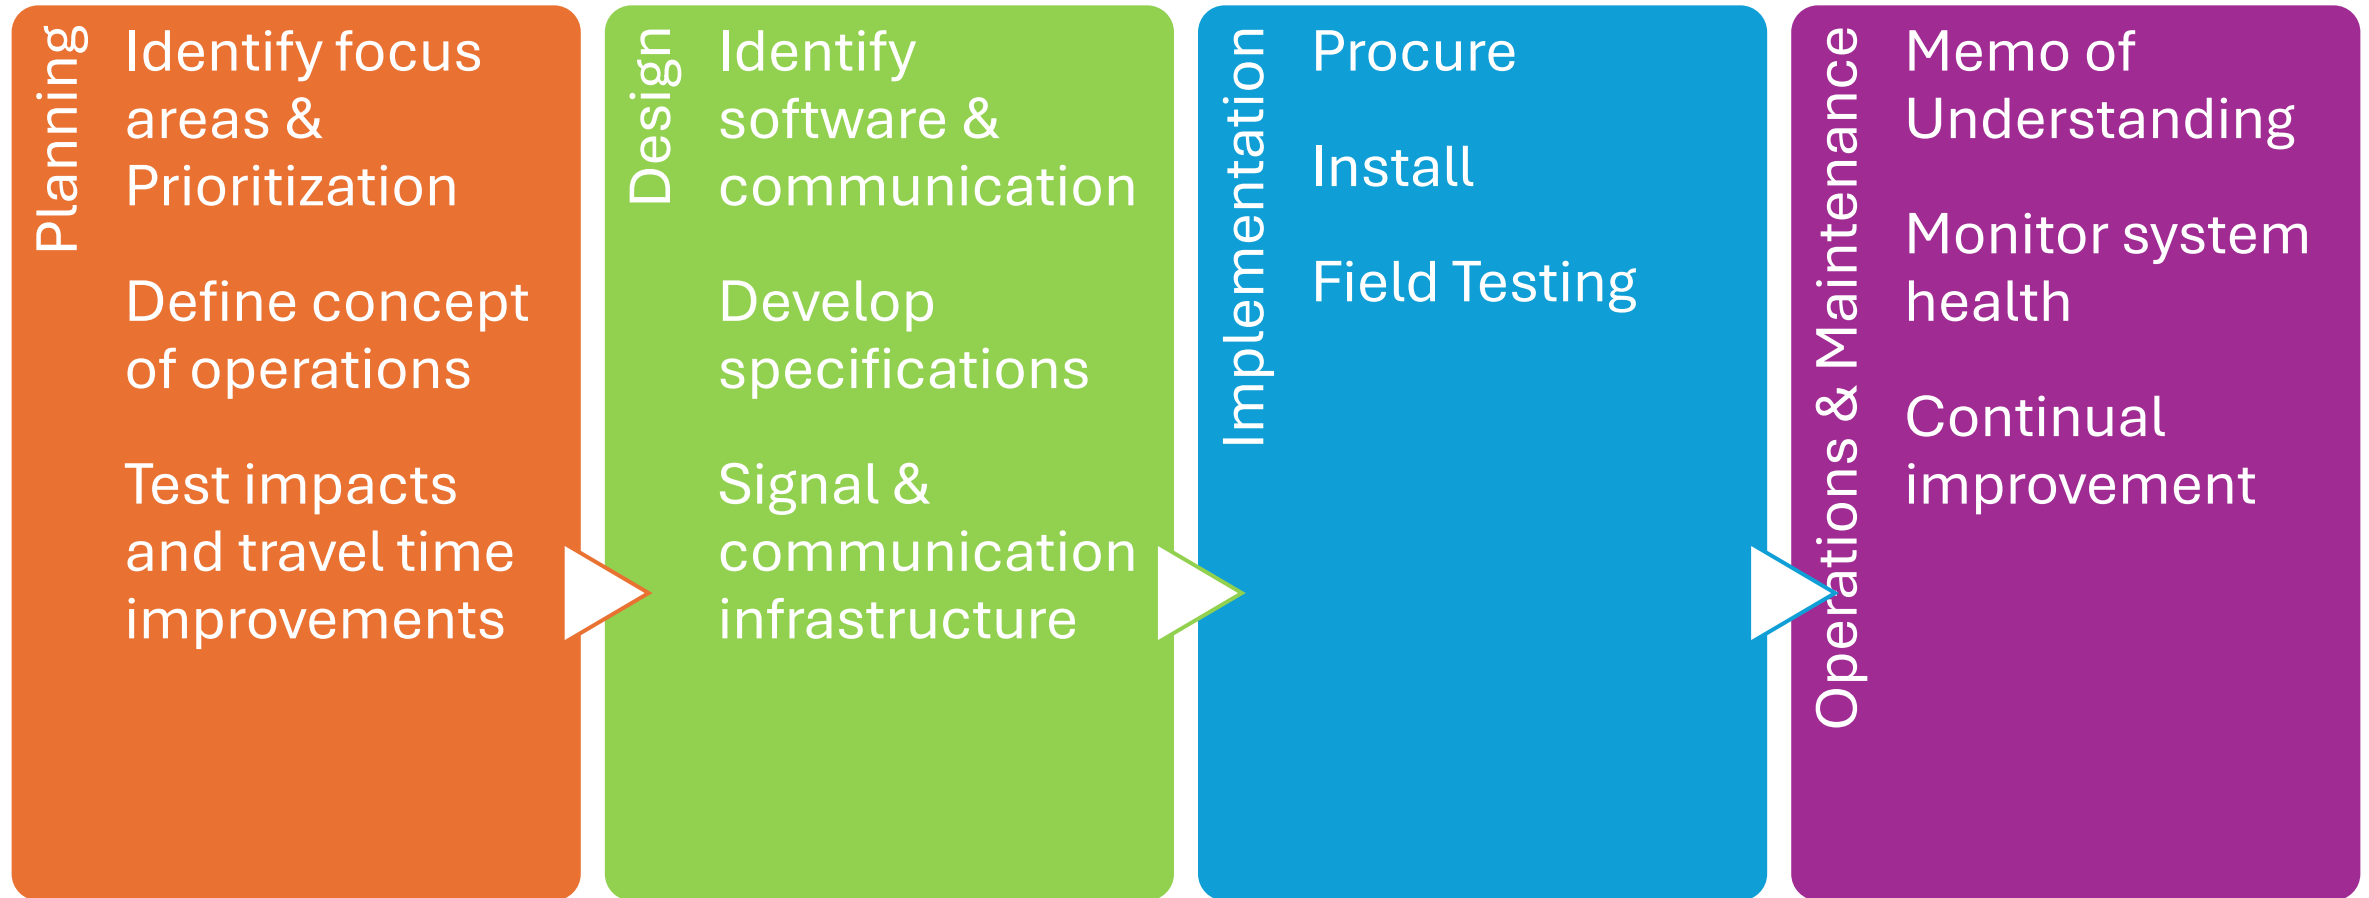 Planning
Identify focus
areas &
Prioritization
Define concept
of operations
Test impacts
and travel time
improvements
Design
Identify
software &
communication
Develop
specifications
Signal &
communication
infrastructure
Implementation
Procure
Install
Field Testing
Operations & Maintenance
Memo of
Understanding
Monitor system
health
Continual
improvement